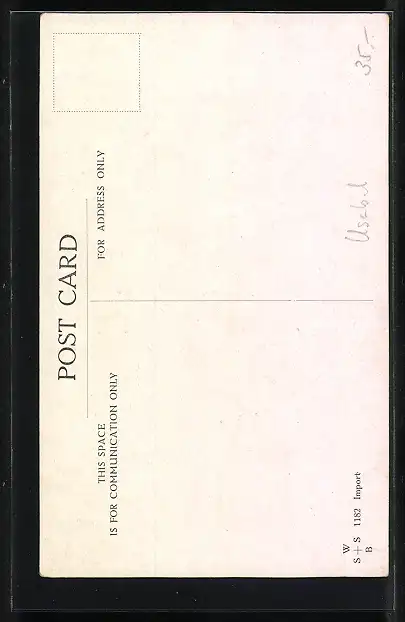 POST CARD
THIS SPACE
IS FOR COMMUNICATION ONLY
FOR ADDRESS ONLY
W
S + S 1182 Import
B
35.-